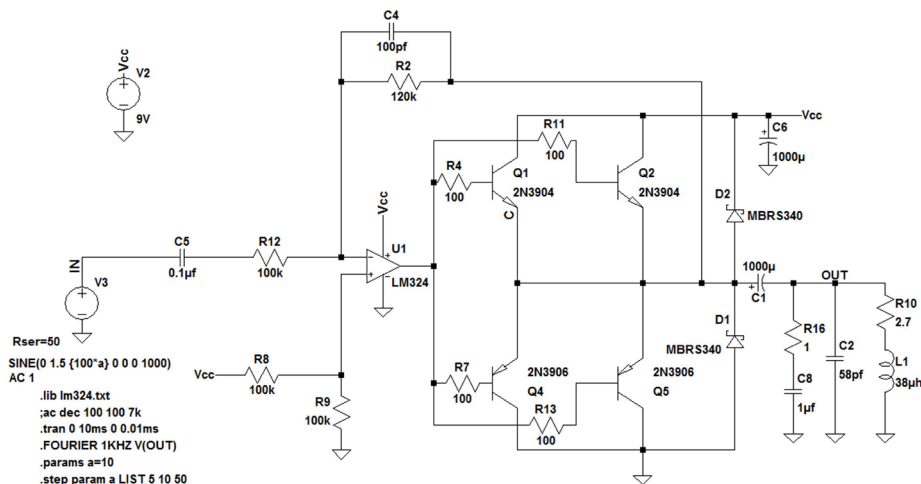 C4
100pf
R2
120k
Vcc
V2
9V
Vcc
C6
1000µ
R11
100
R4
100
Q1
2N3904
C
Q2
2N3904
D2
MBRS340
Vcc
U1
LM324
C5
0.1µf
R12
100k
IN
V3
Rser=50
SINE(0 1.5 {100*a} 0 0 0 1000)
AC 1
.lib lm324.txt
;ac dec 100 100 7k
.tran 0 10ms 0 0.01ms
.FOURIER 1KHZ V(OUT)
.params a=10
.step param a LIST 5 10 50
Vcc
R8
100k
R9
100k
R7
100
2N3906
Q4
R13
100
2N3906
Q5
D1
MBRS340
1000µ
C1
OUT
R16
1
C8
1µf
C2
58pf
R10
2.7
L1
38µh